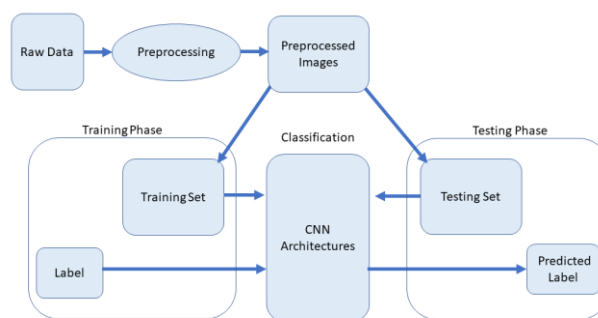 Raw Data
Preprocessing
Preprocessed
Images
Training Phase
Classification
Testing Phase
Training Set
CNN
Architectures
Testing Set
Label
Predicted
Label